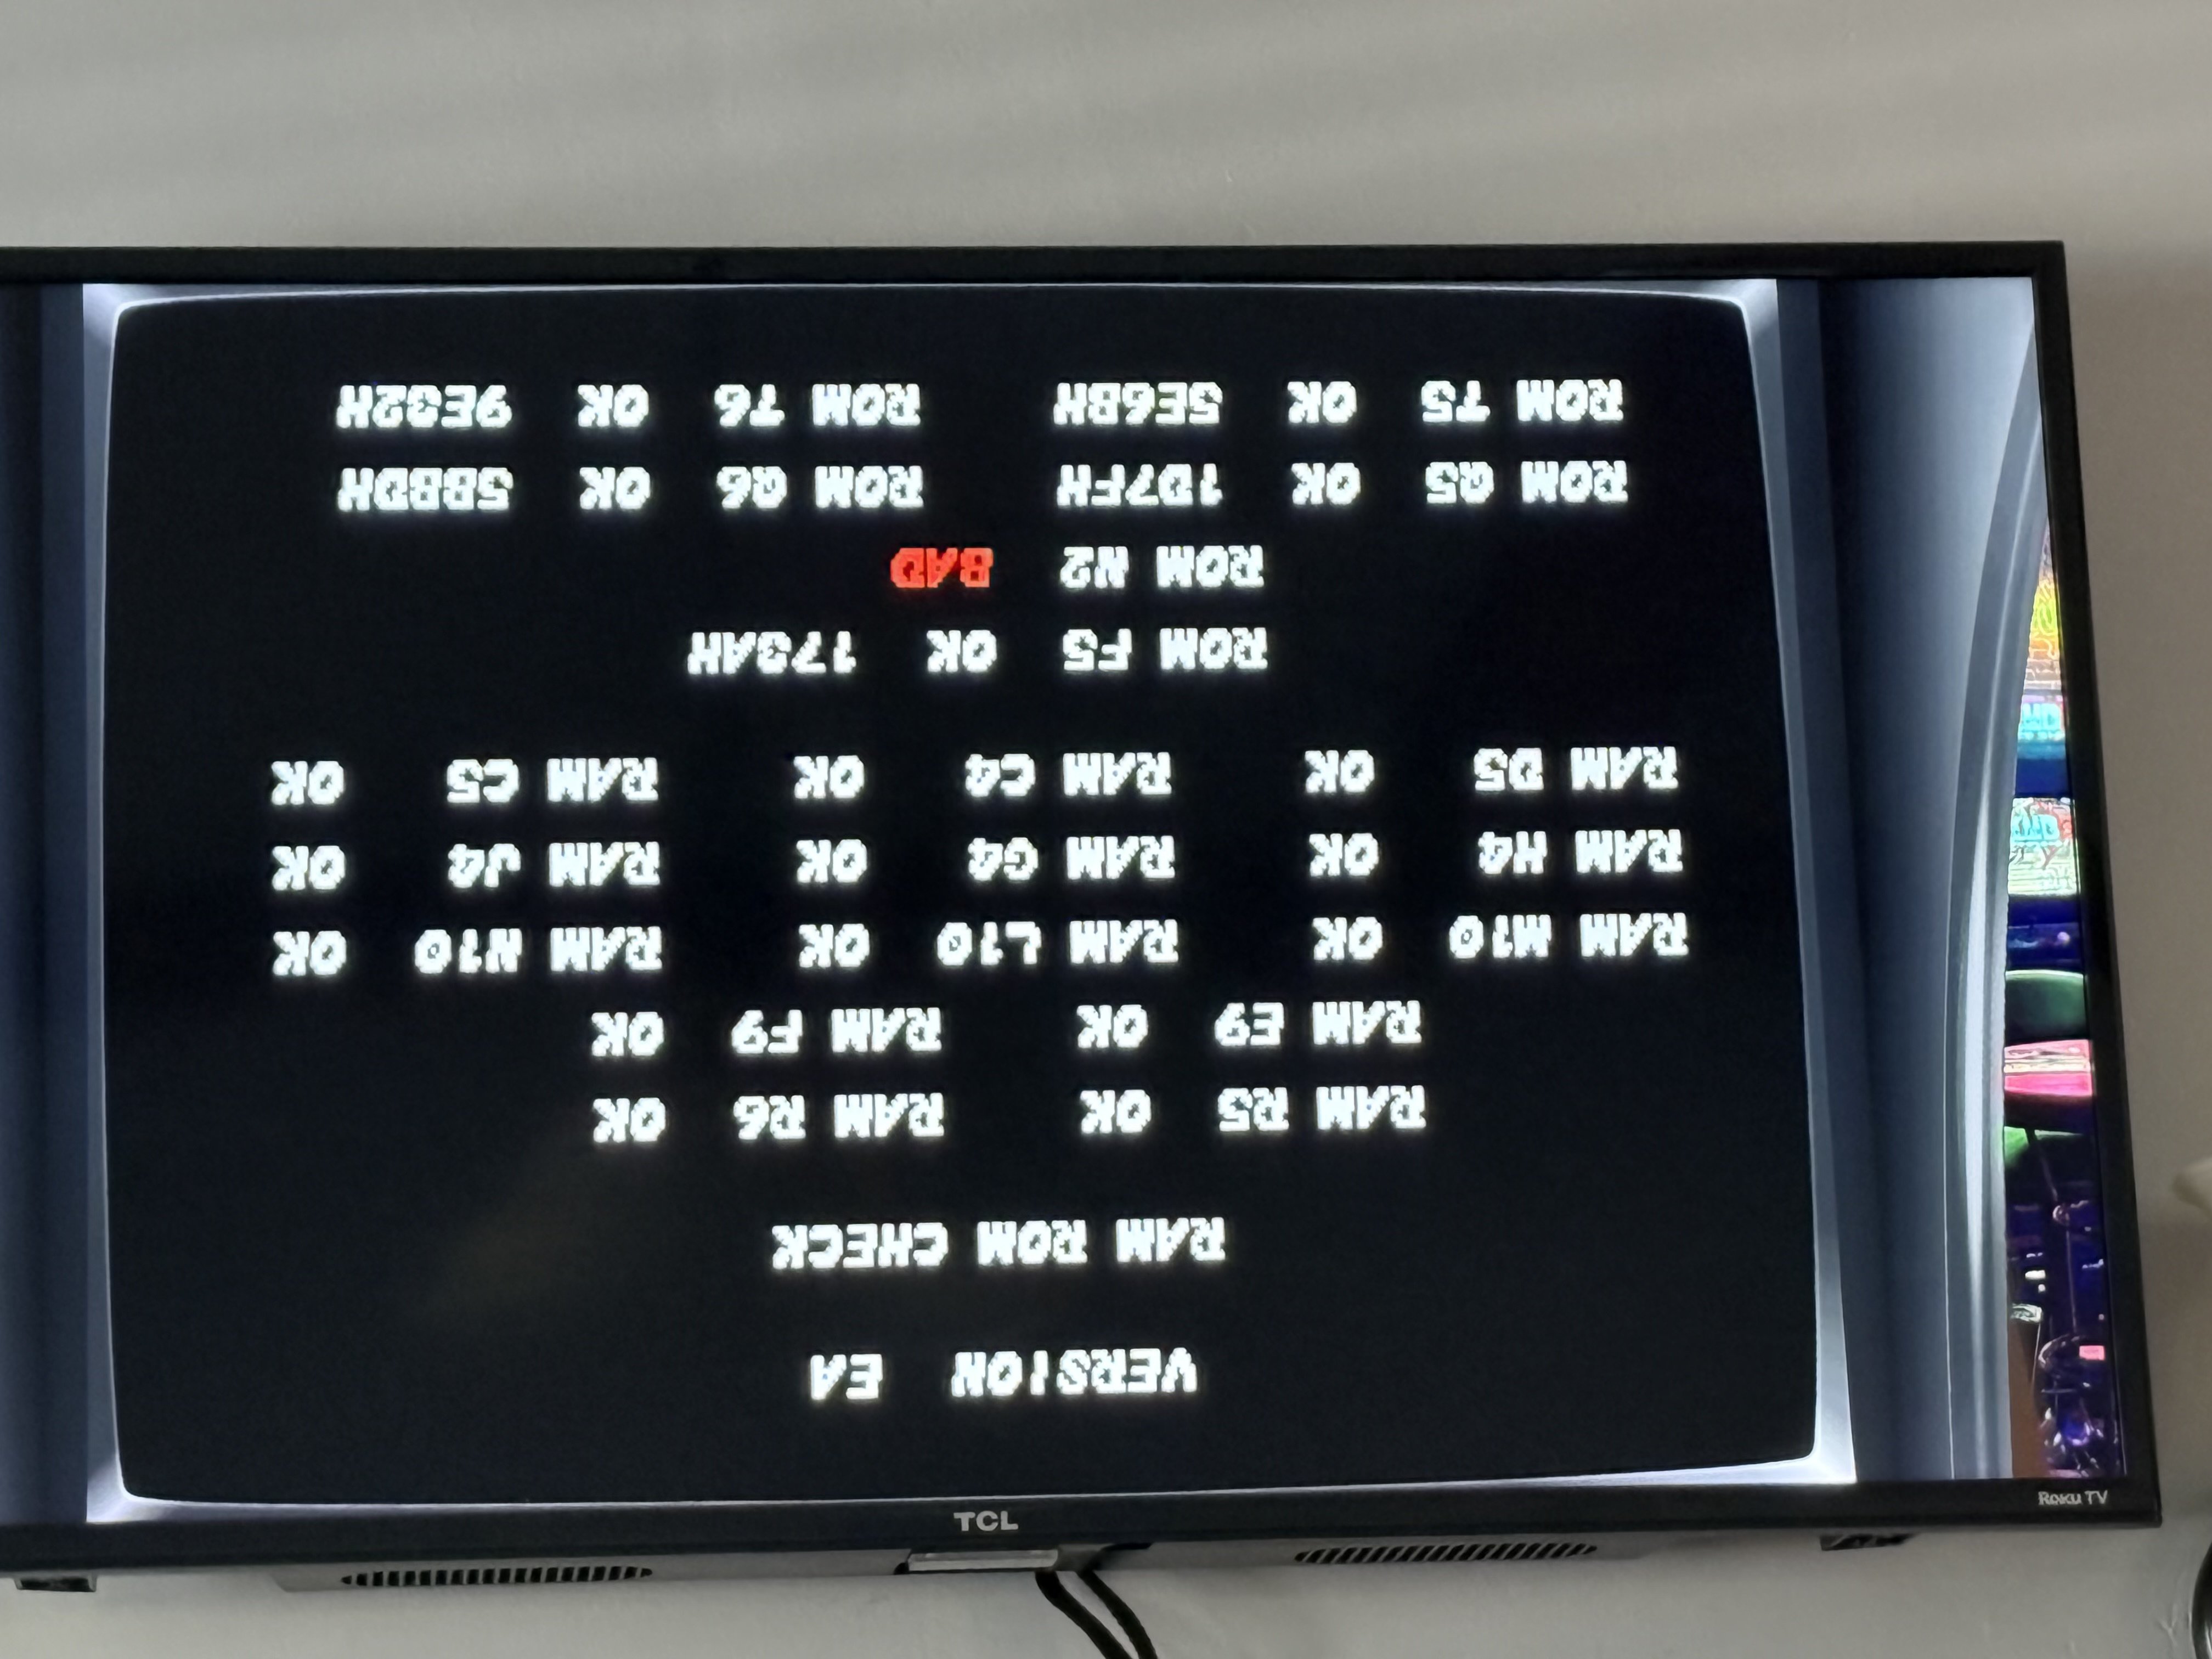 VERSION EA
RAM ROM CHECK
RAM R5 OK RAM R6 OK
RAM E9 OK RAM F9 OK
RAM M10 OK RAM L10 OK RAM N10 OK
RAM H4 OK RAM G4 OK RAM J4 OK
RAM D5 OK RAM C4 OK RAM C5 OK
ROM F5 OK 173AH
ROM N2 BAD
ROM Q5 OK 1D7FH ROM Q6 OK 5BBDH
ROM T5 OK 5E6BH ROM T6 OK 9E32H
TCL
Roku TV